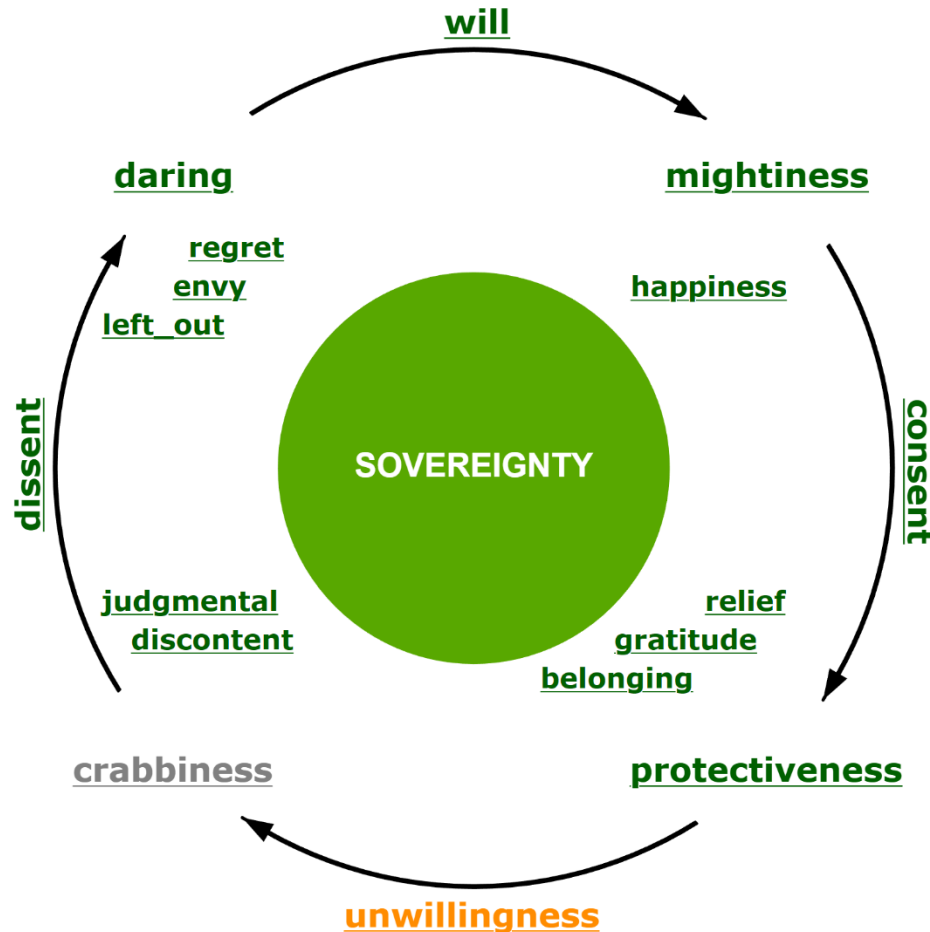 will
daring
mightiness
regret
envy
left_out
happiness
dissent
SOVEREIGNTY
consent
judgmental
discontent
relief
gratitude
belonging
crabbiness
protectiveness
unwillingness